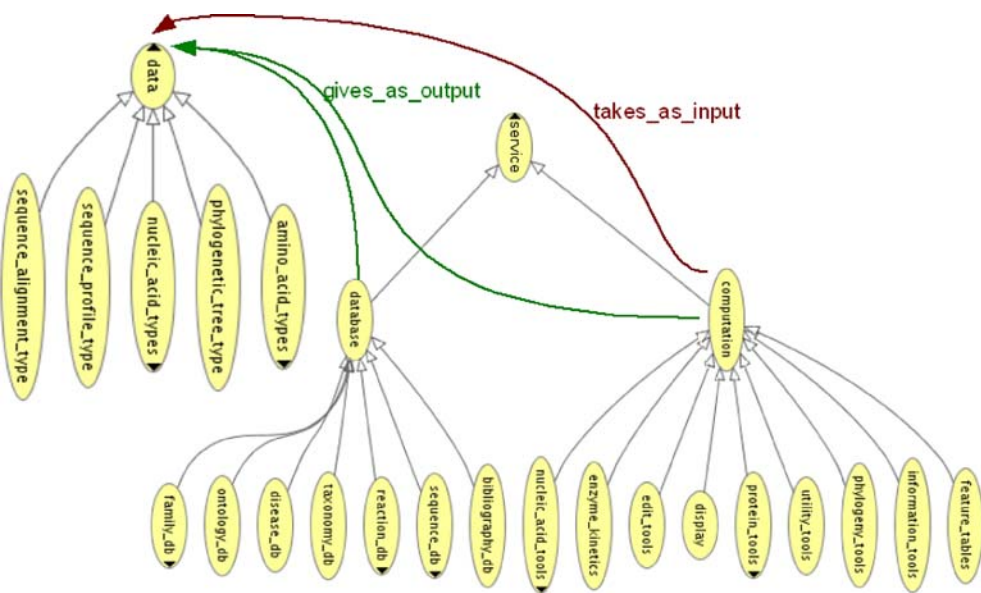 data
gives_as_output
takes_as_input
service
sequence_alignment_type
sequence_profile_type
nucleic_acid_types
phylogenetic_tree_type
amino_acid_types
database
computation
family_db
ontology_db
disease_db
taxonomy_db
reaction_db
sequence_db
bibliography_db
nucleic_acid_tools
enzyme_kinetics
edit_tools
display
protein_tools
utility_tools
phylogeny_tools
information_tools
feature_tables